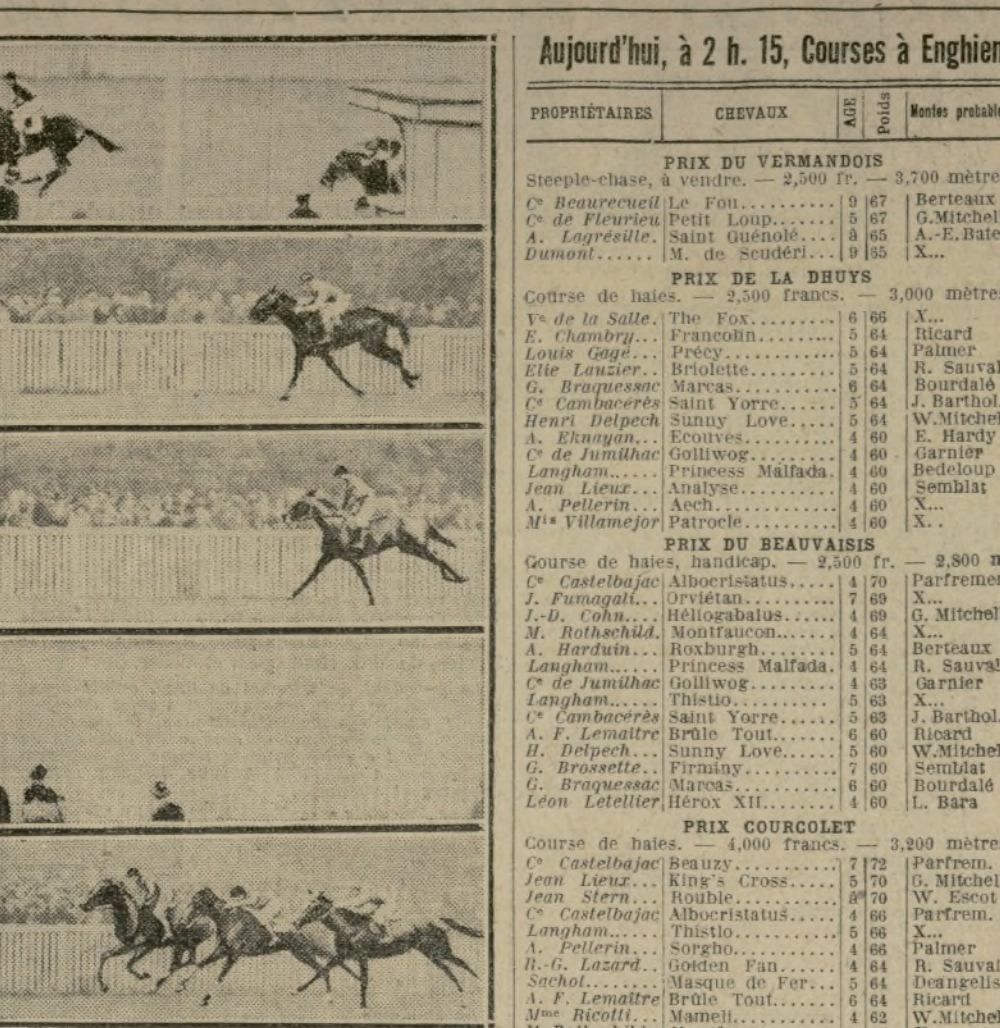 Aujourd'hui, à 2 h. 15, Courses à Enghien
PROPRIÉTAIRES CHEVAUX AGE Poids Montes probable
PRIX DU VERMANDOIS
Steeple-chase, à vendre. — 2,500 fr. — 3,700 mètre
Cᵉ Beaurecueil Le Fou.......... 9 67 Berteaux
Cᵉ de Fleurieu Petit Loup....... 5 67 G.Mitchel
A. Lagrésille. Saint Guénolé.... 65 A.-E.Bate
Dumont...... M. de Scudéri... 9 65 X...
PRIX DE LA DHUYS
Course de haies. — 2,500 francs. — 3,000 mètres
Vᵉ de la Salle. The Fox......... 6 66 X...
E. Chambry... Francolin......... 5 64 Ricard
Louis Gagé... Précy............ 5 64 Palmer
Elie Lauzier.. Briolette......... 5 64 R. Sauval
G. Braquessac Marcas.......... 6 64 Bourdalé
Cᵉ Cambacérès Saint Yorre...... 5 64 J. Barthol.
Henri Delpech Sunny Love..... 5 64 W.Mitchel
A. Eknayan... Ecouves.......... 4 60 E. Hardy
Cᵉ de Jumilhac Golliwog......... 4 60 Garnier
Langham...... Princess Malfada. 4 60 Bedeloup
Jean Lieux... Analyse.......... 4 60 Semblat
A. Pellerin... Aech............. 4 60 X...
Mⁱˢ Villamejor Patrocle.......... 4 60 X..
PRIX DU BEAUVAISIS
Course de haies, handicap. — 2,500 fr. — 2,800 m
Cᵉ Castelbajac Albocristatus..... 4 70 Parfremen
J. Fumagali... Orviétan.......... 7 69 X...
J.-D. Cohn.... Héliogabalus..... 4 69 G. Mitchel
M. Rothschild. Montfaucon...... 4 64 X...
A. Harduin... Roxburgh........ 5 64 Berteaux
Langham...... Princess Malfada. 4 64 R. Sauval
Cᵉ de Jumilhac Golliwog......... 4 63 Garnier
Langham...... Thistlo........... 5 63 X...
Cᵉ Cambacérès Saint Yorre...... 5 63 J. Barthol.
A. F. Lemaître Brûle Tout....... 6 60 Ricard
H. Delpech... Sunny Love...... 5 60 W.Mitchel
G. Brossette.. Firminy.......... 7 60 Semblat
G. Braquessac Marcas........... 6 60 Bourdalé
Léon Letellier Hérox XII........ 4 60 L. Bara
PRIX COURCOLET
Course de haies. — 4,000 francs. — 3,200 mètre
Cᵉ Castelbajac Beauzy........... 7 72 Parfrem.
Jean Lieux... King's Cross..... 5 70 G. Mitchel
Jean Stern... Rouble........... 70 W. Escot
Cᵉ Castelbajac Albocristatus..... 4 66 Parfrem.
Langham...... Thistlo........... 5 66 X...
A. Pellerin... Sorgho........... 4 66 Palmer
R.-G. Lazard.. Golden Fan...... 4 64 R. Sauval
Sachol........ Masque de Fer... 5 64 Deangelis
A. F. Lemaître Brûle Tout....... 6 64 Ricard
Mᵐᵉ Ricotti... Mameli........... 4 62 W.Mitchel